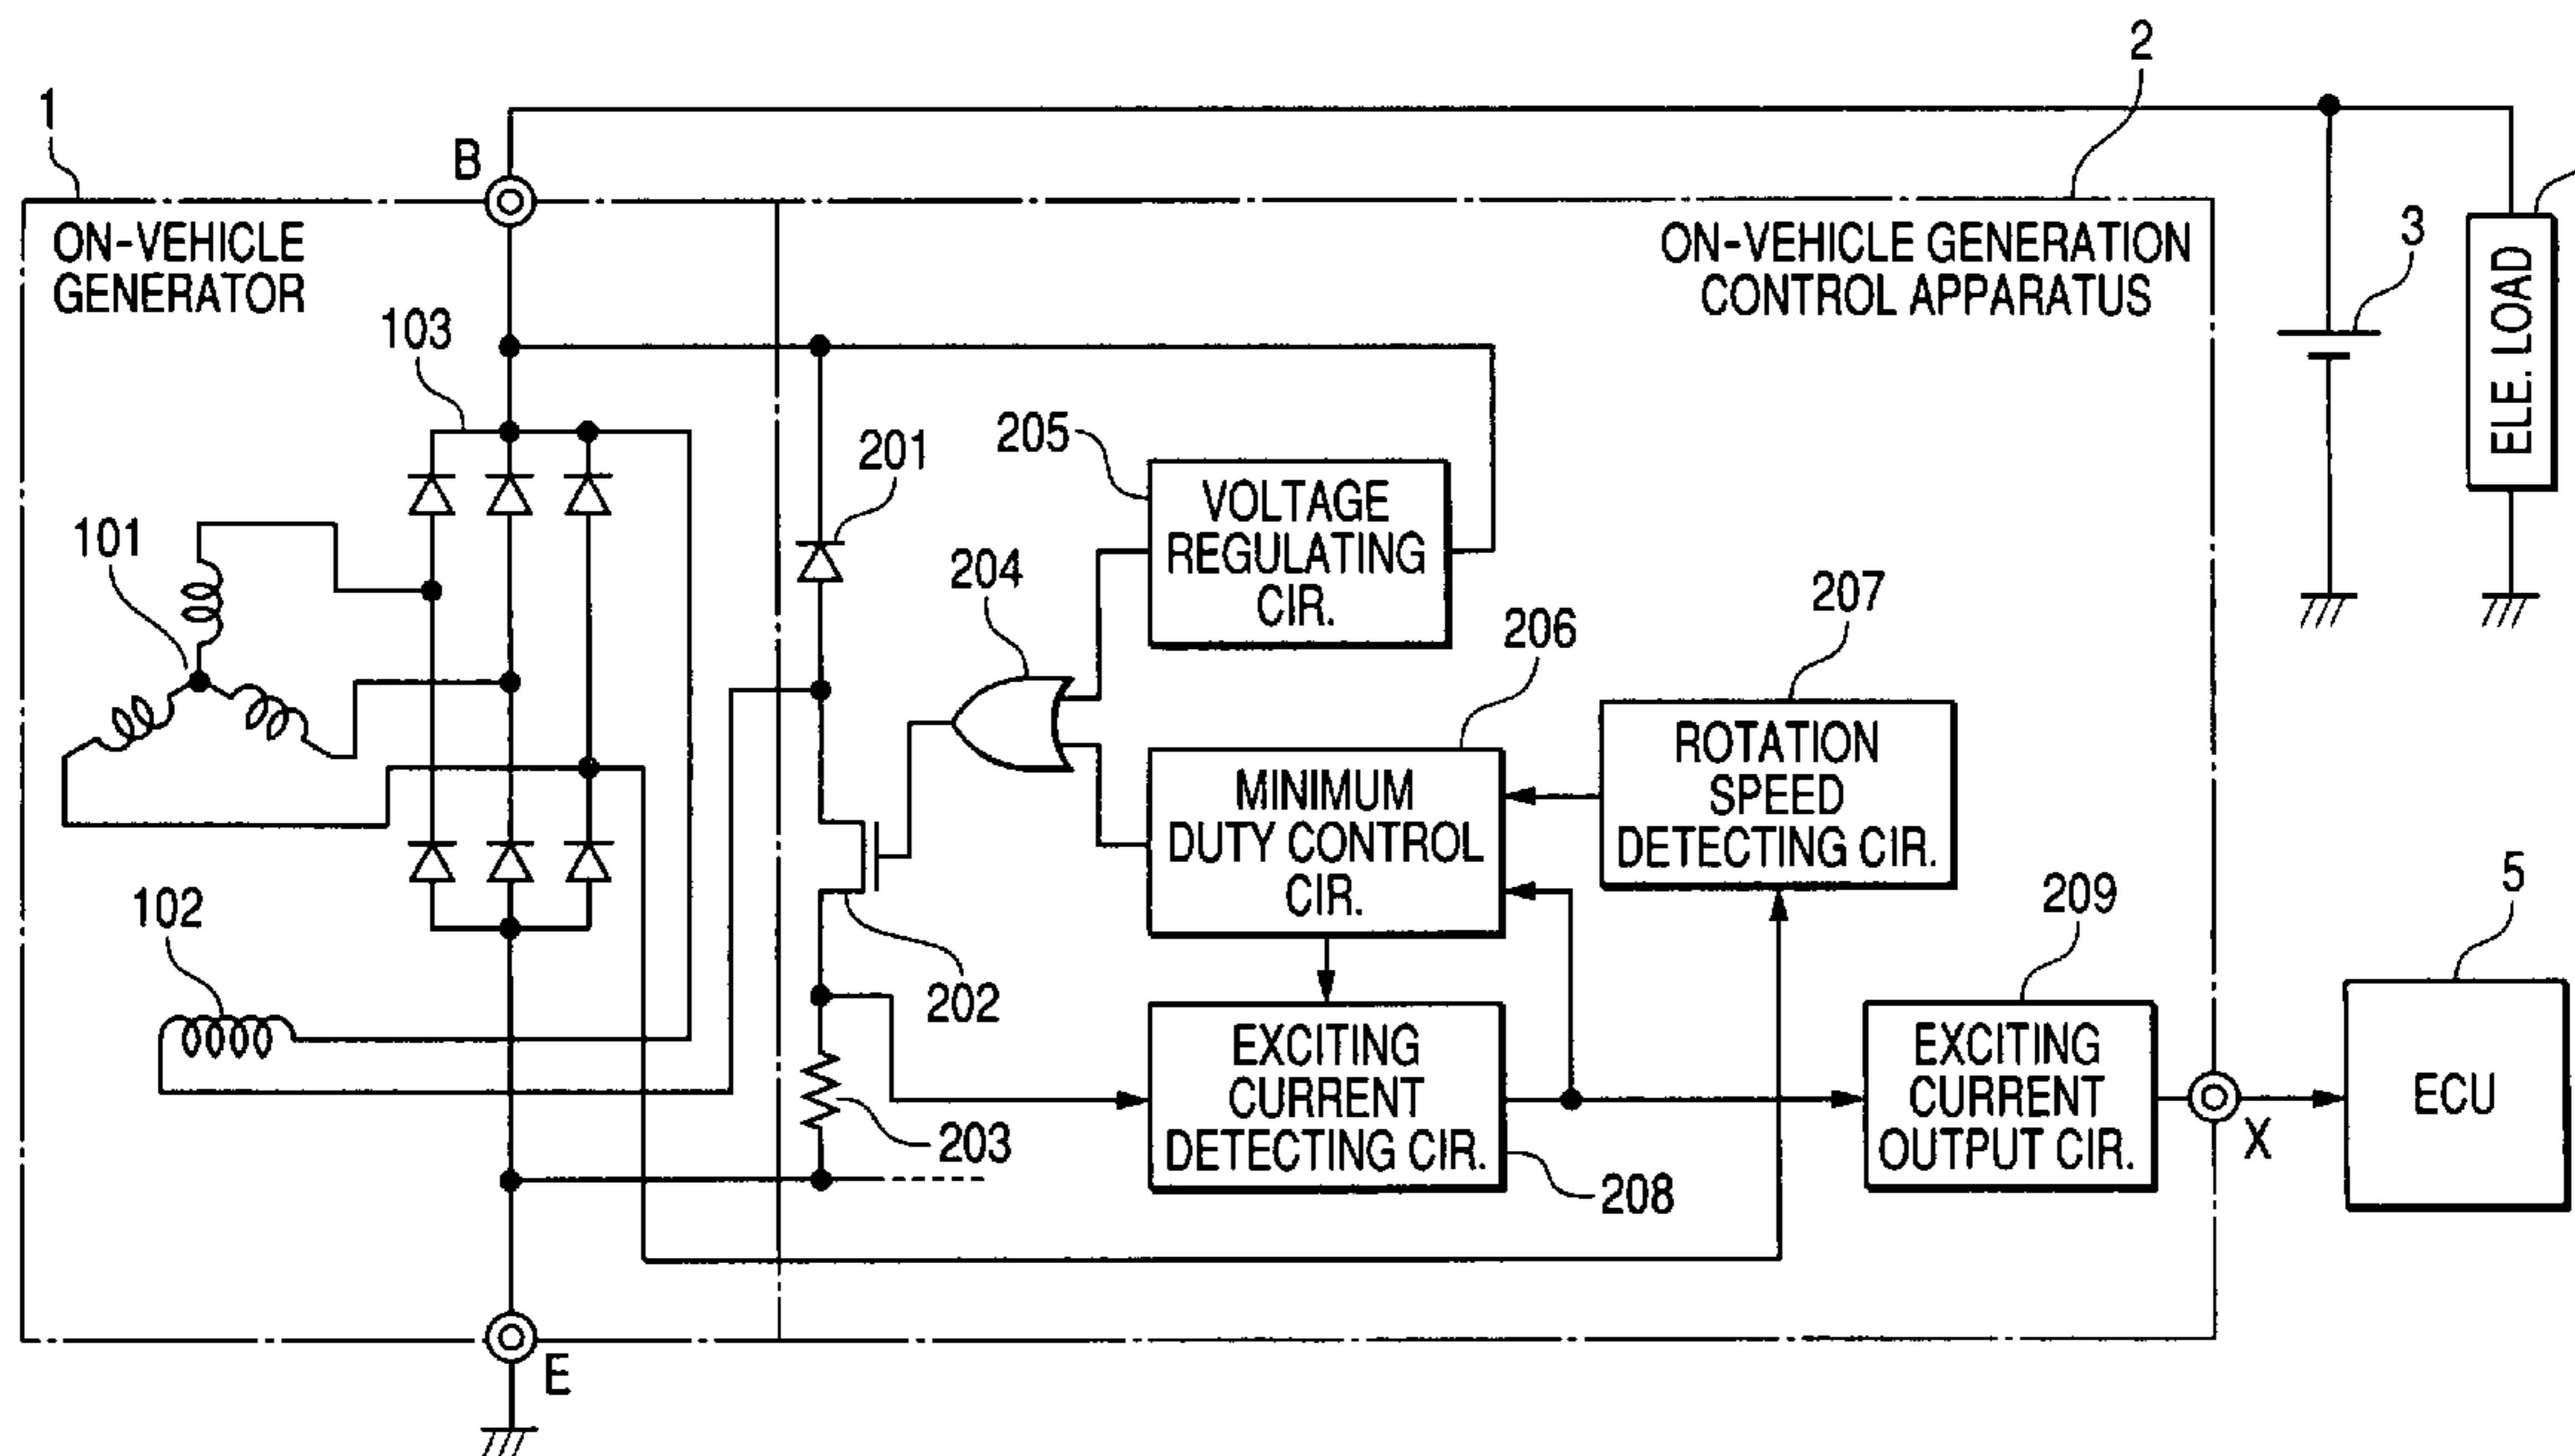 2
1
B
ON-VEHICLE
GENERATOR
ON-VEHICLE GENERATION
CONTROL APPARATUS
3
ELE. LOAD
103
201
205
VOLTAGE
REGULATING
CIR.
101
204
206
207
ROTATION
SPEED
DETECTING CIR.
MINIMUM
DUTY CONTROL
CIR.
102
202
209
5
EXCITING
CURRENT
DETECTING CIR.
EXCITING
CURRENT
OUTPUT CIR.
ECU
X
203
208
E